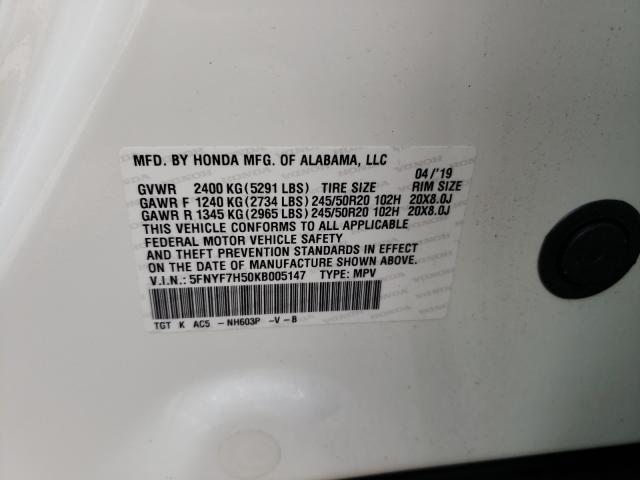 MFD. BY HONDA MFG. OF ALABAMA, LLC
04/'19
GVWR 2400 KG (5291 LBS) TIRE SIZE RIM SIZE
GAWR F 1240 KG (2734 LBS) 245/50R20 102H 20X8.0J
GAWR R 1345 KG (2965 LBS) 245/50R20 102H 20X8.0J
THIS VEHICLE CONFORMS TO ALL APPLICABLE
FEDERAL MOTOR VEHICLE SAFETY
AND THEFT PREVENTION STANDARDS IN EFFECT
ON THE DATE OF MANUFACTURE SHOWN ABOVE.
V.I.N.: 5FNYF7H50KB005147 TYPE: MPV
TGT K AC5 -NH603P -V-B